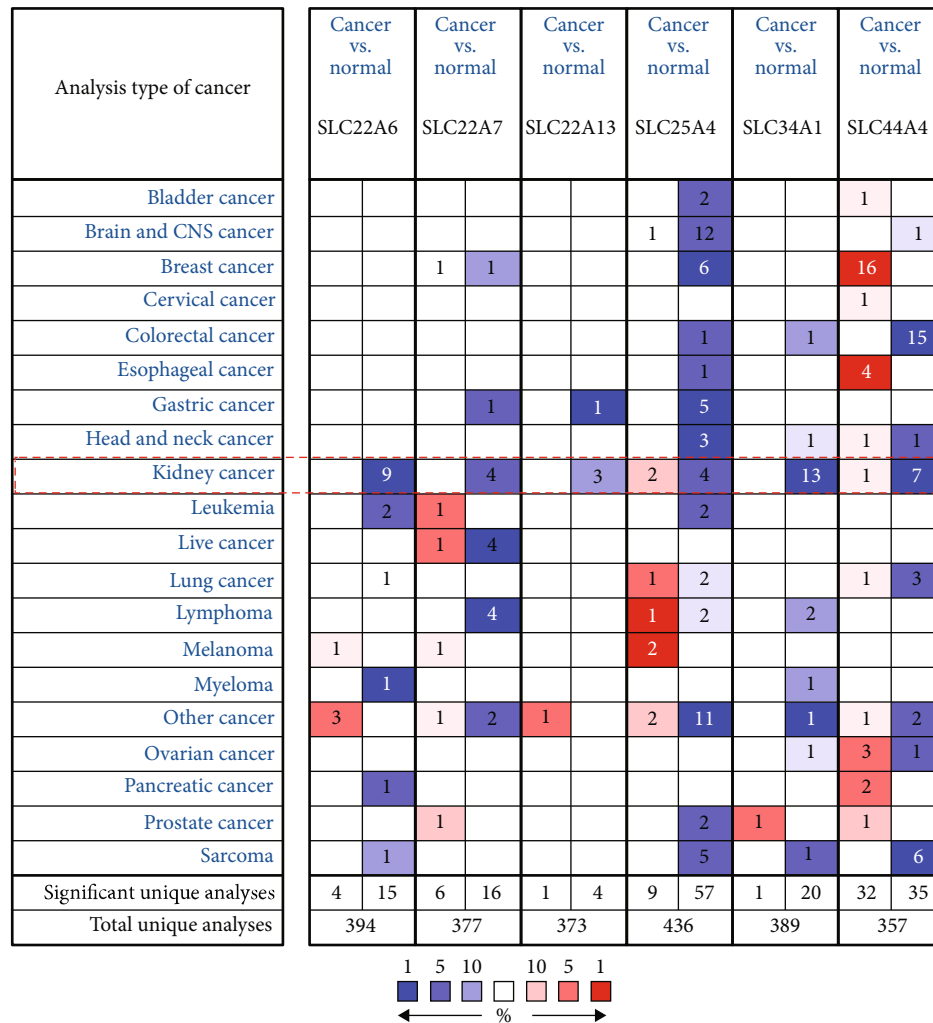 Analysis type of cancer
Cancer vs. normal Cancer vs. normal Cancer vs. normal Cancer vs. normal Cancer vs. normal Cancer vs. normal
SLC22A6 SLC22A7 SLC22A13 SLC25A4 SLC34A1 SLC44A4
Bladder cancer 2 1
Brain and CNS cancer 1 12 1
Breast cancer 1 1 6 16
Cervical cancer 1
Colorectal cancer 1 1 15
Esophageal cancer 1 4
Gastric cancer 1 1 5
Head and neck cancer 3 1 1 1
Kidney cancer 9 4 3 2 4 13 1 7
Leukemia 2 1 2
Live cancer 1 4
Lung cancer 1 1 2 1 3
Lymphoma 4 1 2 2
Melanoma 1 1 2
Myeloma 1 1
Other cancer 3 1 2 1 2 11 1 1 2
Ovarian cancer 1 3 1
Pancreatic cancer 1 2
Prostate cancer 1 2 1 1
Sarcoma 1 5 1 6
Significant unique analyses 4 15 6 16 1 4 9 57 1 20 32 35
Total unique analyses 394 377 373 436 389 357
1 5 10 10 5 1
%